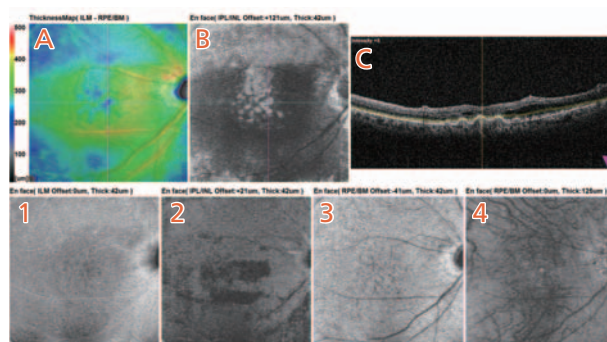 ThicknessMap( ILM - RPE/BM )
En face( IPL/INL Offset:+121um, Thick:42um )
A
B
C
500
400
300
200
100
En face( ILM Offset:0um, Thick:42um )
En face( IPL/INL Offset:+21um, Thick:42um )
En face( RPE/BM Offset:-41um, Thick:42um )
En face( RPE/BM Offset:0um, Thick:125um )
1
2
3
4